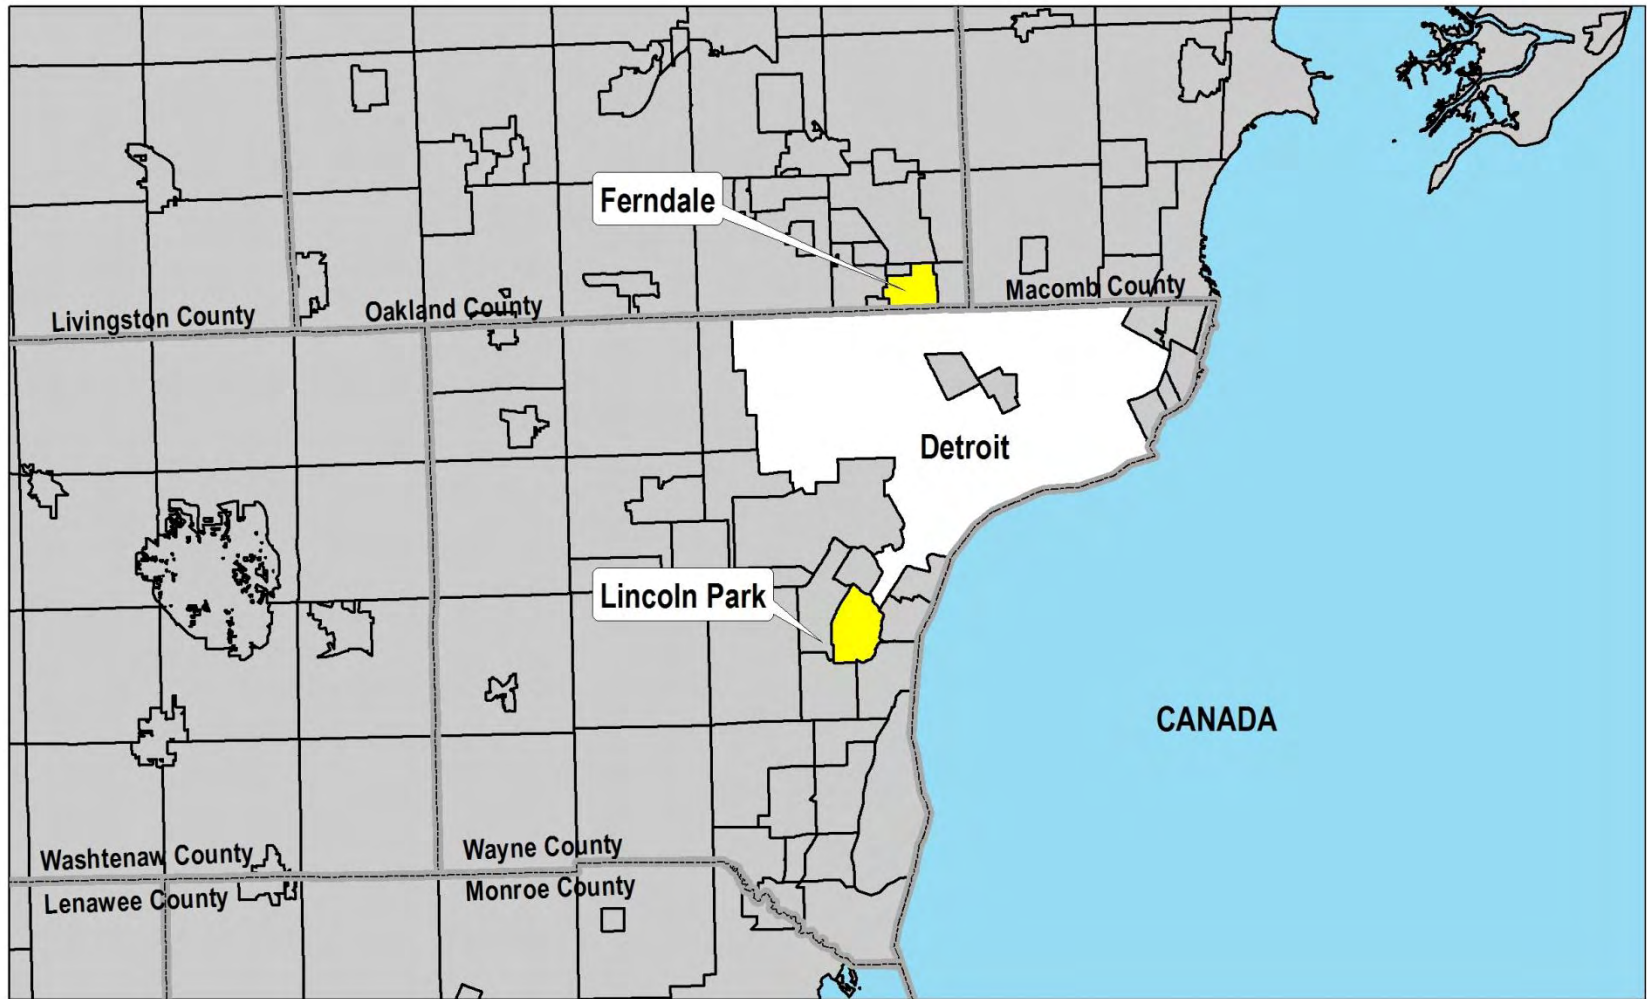 Ferndale
Macomb County
Oakland County
Livingston County
Detroit
Lincoln Park
CANADA
Washtenaw County
Wayne County
Lenawee County
Monroe County